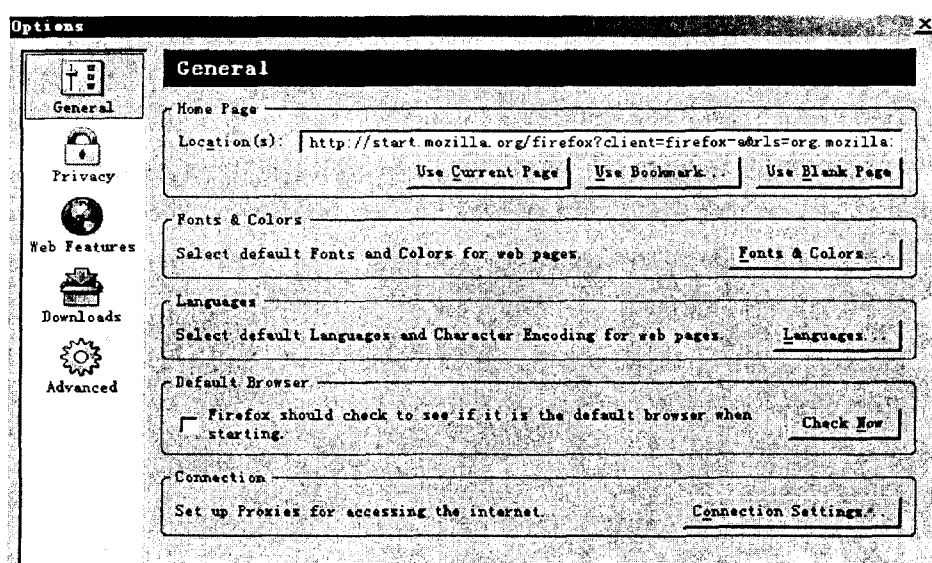 Options
General
Privacy
Web Features
Downloads
Advanced
General
Home Page
Location(s): http://start.mozilla.org/firefox?client=firefox-a&rls=org.mozilla:
Use Current Page Use Bookmark... Use Blank Page
Fonts & Colors
Select default Fonts and Colors for web pages. Fonts & Colors...
Languages
Select default Languages and Character Encoding for web pages. Languages...
Default Browser
Firefox should check to see if it is the default browser when
starting.
Check Now
Connection
Set up Proxies for accessing the internet. Connection Settings...